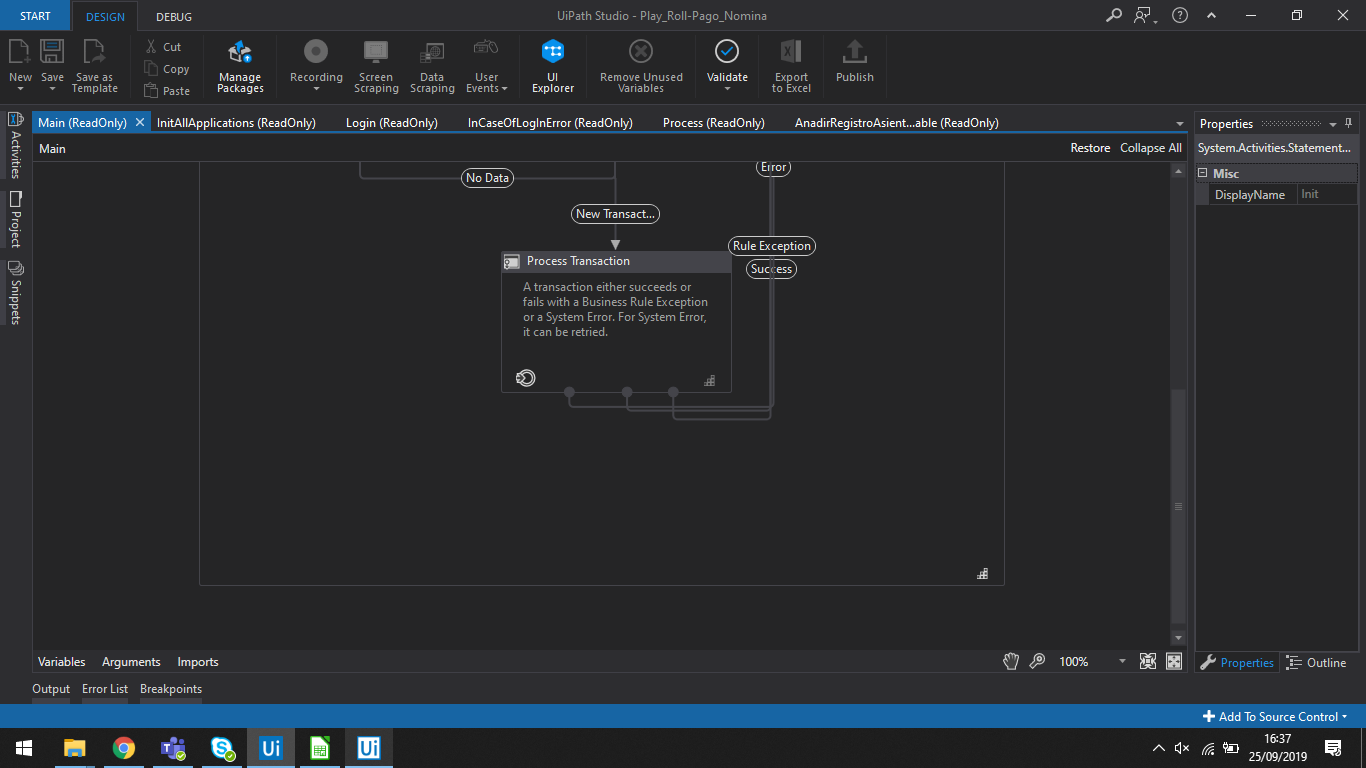 START
DESIGN
DEBUG
UiPath Studio - Play_Roll-Pago_Nomina
New
Save
Save as
Template
Cut
Copy
Paste
Manage
Packages
Recording
Screen
Scraping
Data
Scraping
User
Events
UI
Explorer
Remove Unused
Variables
Validate
Export
to Excel
Publish
Main (ReadOnly)
InitAllApplications (ReadOnly)
Login (ReadOnly)
InCaseOfLogInError (ReadOnly)
Process (ReadOnly)
AnadirRegistroAsient...able (ReadOnly)
Activities
Project
Snippets
Main
Restore
Collapse All
No Data
New Transact...
Error
Rule Exception
Success
Process Transaction
A transaction either succeeds or
fails with a Business Rule Exception
or a System Error. For System Error,
it can be retried.
Properties
System.Activities.Statement...
Misc
DisplayName
Init
Variables
Arguments
Imports
100%
Properties
Outline
Output
Error List
Breakpoints
Add To Source Control
Ui
Ui
16:37
25/09/2019